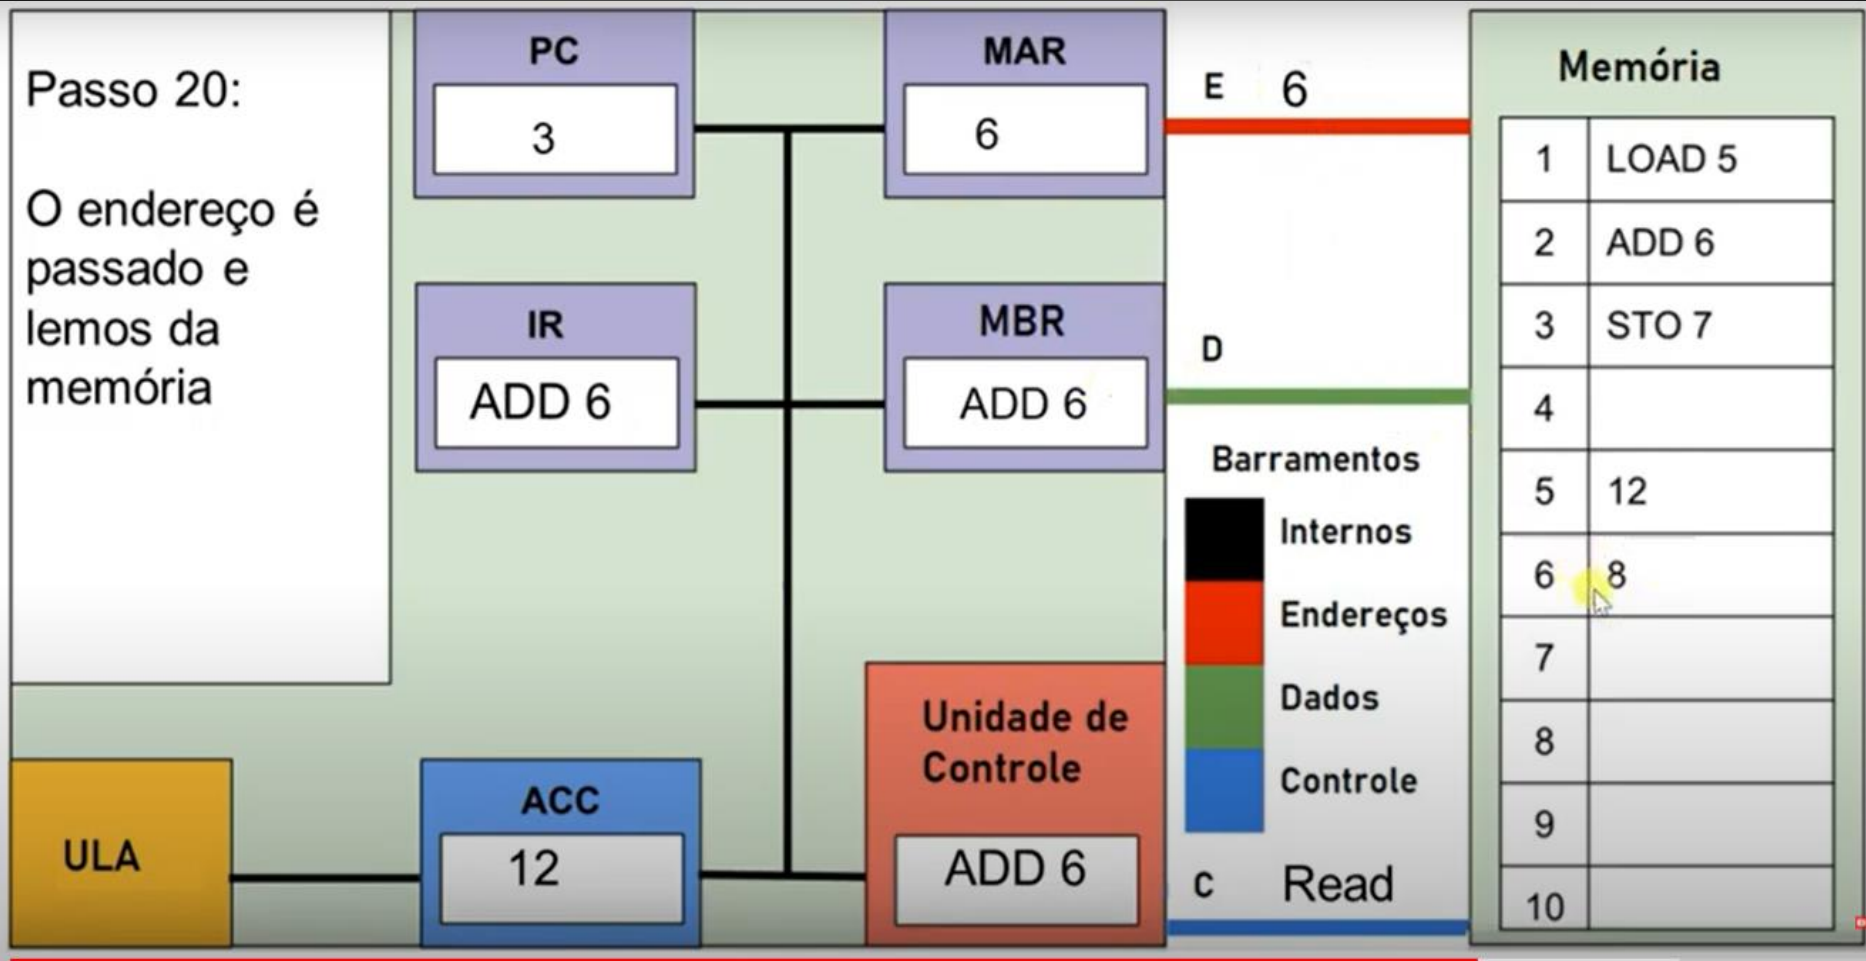 Passo 20:
O endereço é
passado e
lemos da
memória
PC
3
MAR
6
IR
ADD 6
MBR
ADD 6
ULA
ACC
12
Unidade de
Controle
ADD 6
E 6
D
Barramentos
Internos
Endereços
Dados
Controle
C Read
Memória
1 LOAD 5
2 ADD 6
3 STO 7
4
5 12
6 8
7
8
9
10